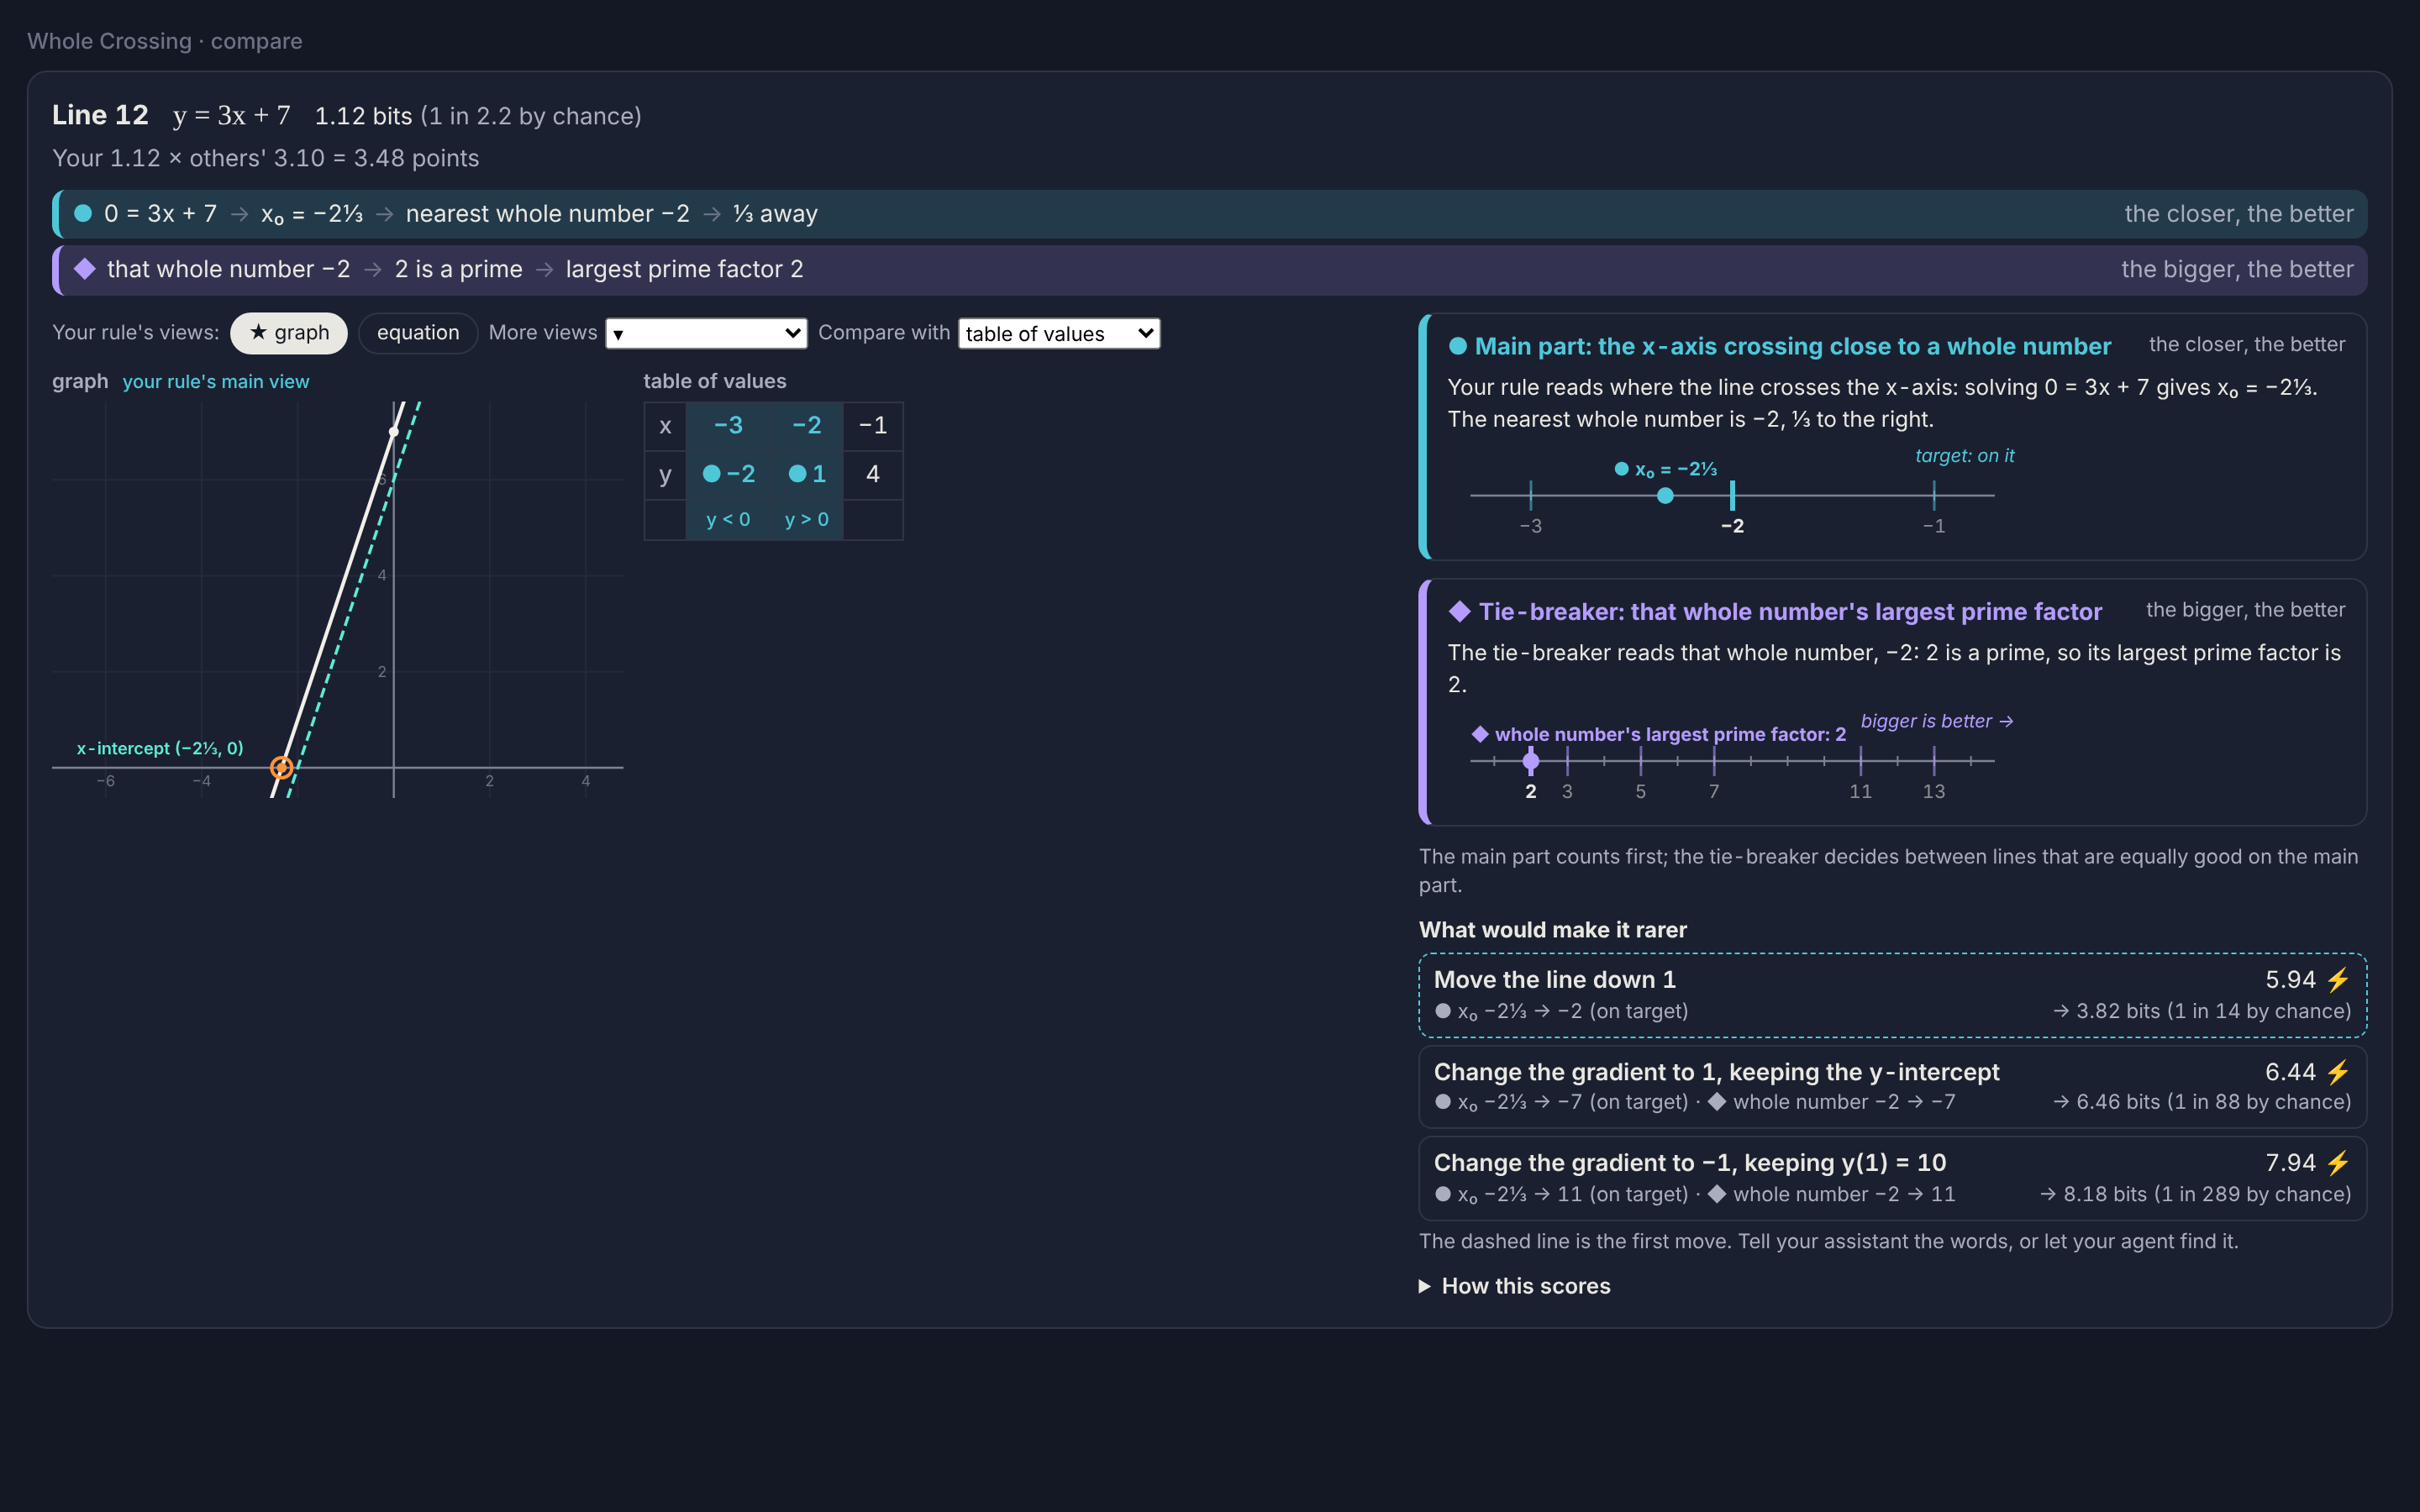 Whole Crossing · compare
Line 12 y = 3x + 7 1.12 bits (1 in 2.2 by chance)
Your 1.12 × others' 3.10 = 3.48 points
0 = 3x + 7 → x₀ = −2⅓ → nearest whole number −2 → ⅓ away the closer, the better
◆ that whole number −2 → 2 is a prime → largest prime factor 2 the bigger, the better
Your rule's views: ★ graph equation More views ▾ Compare with table of values
graph your rule's main view
6
4
2
x-intercept (−2⅓, 0)
−6 −4 2 4
table of values
x −3 −2 −1
y −2 1 4
y < 0 y > 0
Main part: the x-axis crossing close to a whole number the closer, the better
Your rule reads where the line crosses the x-axis: solving 0 = 3x + 7 gives x₀ = −2⅓.
The nearest whole number is −2, ⅓ to the right.
target: on it
x₀ = −2⅓
−3 −2 −1
◆ Tie-breaker: that whole number's largest prime factor the bigger, the better
The tie-breaker reads that whole number, −2: 2 is a prime, so its largest prime factor is
2.
bigger is better →
◆ whole number's largest prime factor: 2
2 3 5 7 11 13
The main part counts first; the tie-breaker decides between lines that are equally good on the main
part.
What would make it rarer
Move the line down 1 5.94 ⚡
● x₀ −2⅓ → −2 (on target) → 3.82 bits (1 in 14 by chance)
Change the gradient to 1, keeping the y-intercept 6.44 ⚡
● x₀ −2⅓ → −7 (on target) · ◆ whole number −2 → −7 → 6.46 bits (1 in 88 by chance)
Change the gradient to −1, keeping y(1) = 10 7.94 ⚡
● x₀ −2⅓ → 11 (on target) · ◆ whole number −2 → 11 → 8.18 bits (1 in 289 by chance)
The dashed line is the first move. Tell your assistant the words, or let your agent find it.
▶ How this scores